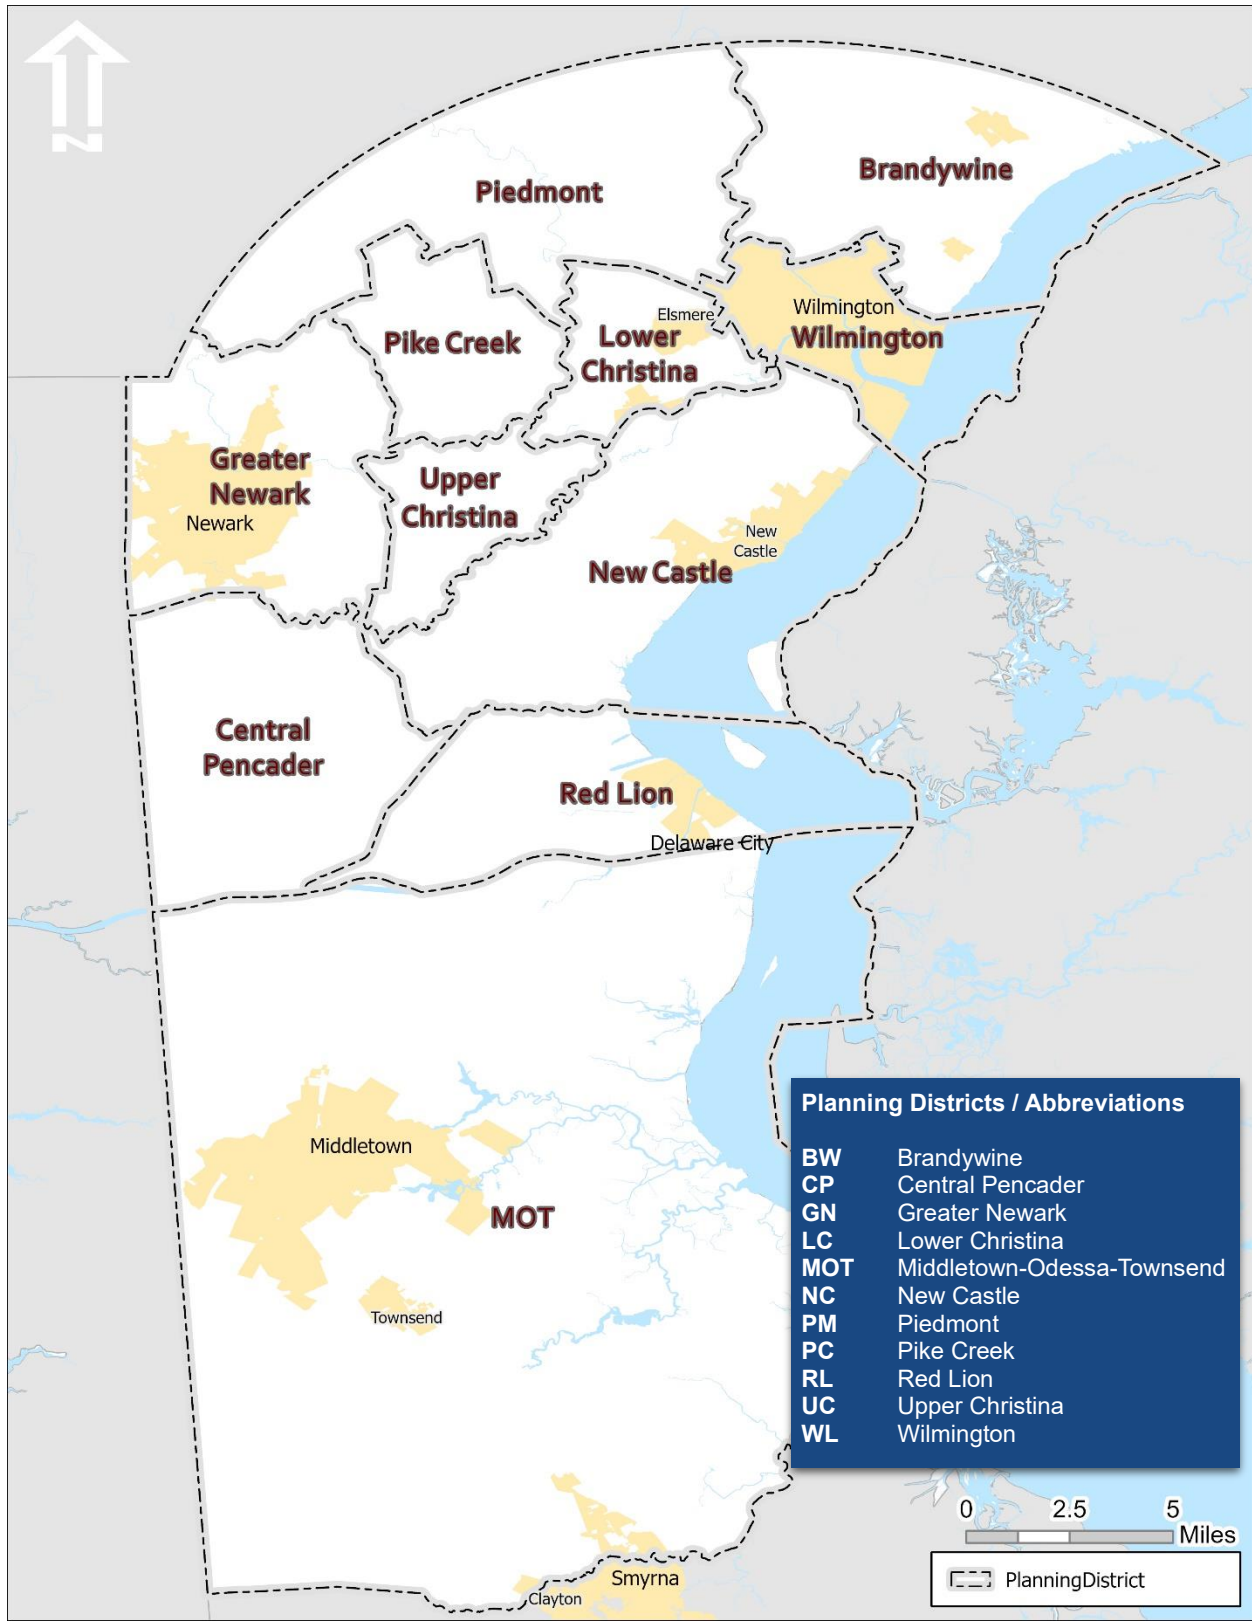 N
Brandywine
Piedmont
Elsmere
Wilmington
Wilmington
Pike Creek
Lower
Christina
Greater
Newark
Newark
Upper
Christina
New
Castle
New Castle
Central
Pencader
Red Lion
Delaware City
Middletown
MOT
Townsend
Smyrna
Clayton
Planning Districts / Abbreviations
BW Brandywine
CP Central Pencader
GN Greater Newark
LC Lower Christina
MOT Middletown-Odessa-Townsend
NC New Castle
PM Piedmont
PC Pike Creek
RL Red Lion
UC Upper Christina
WL Wilmington
0 2.5 5
Miles
PlanningDistrict